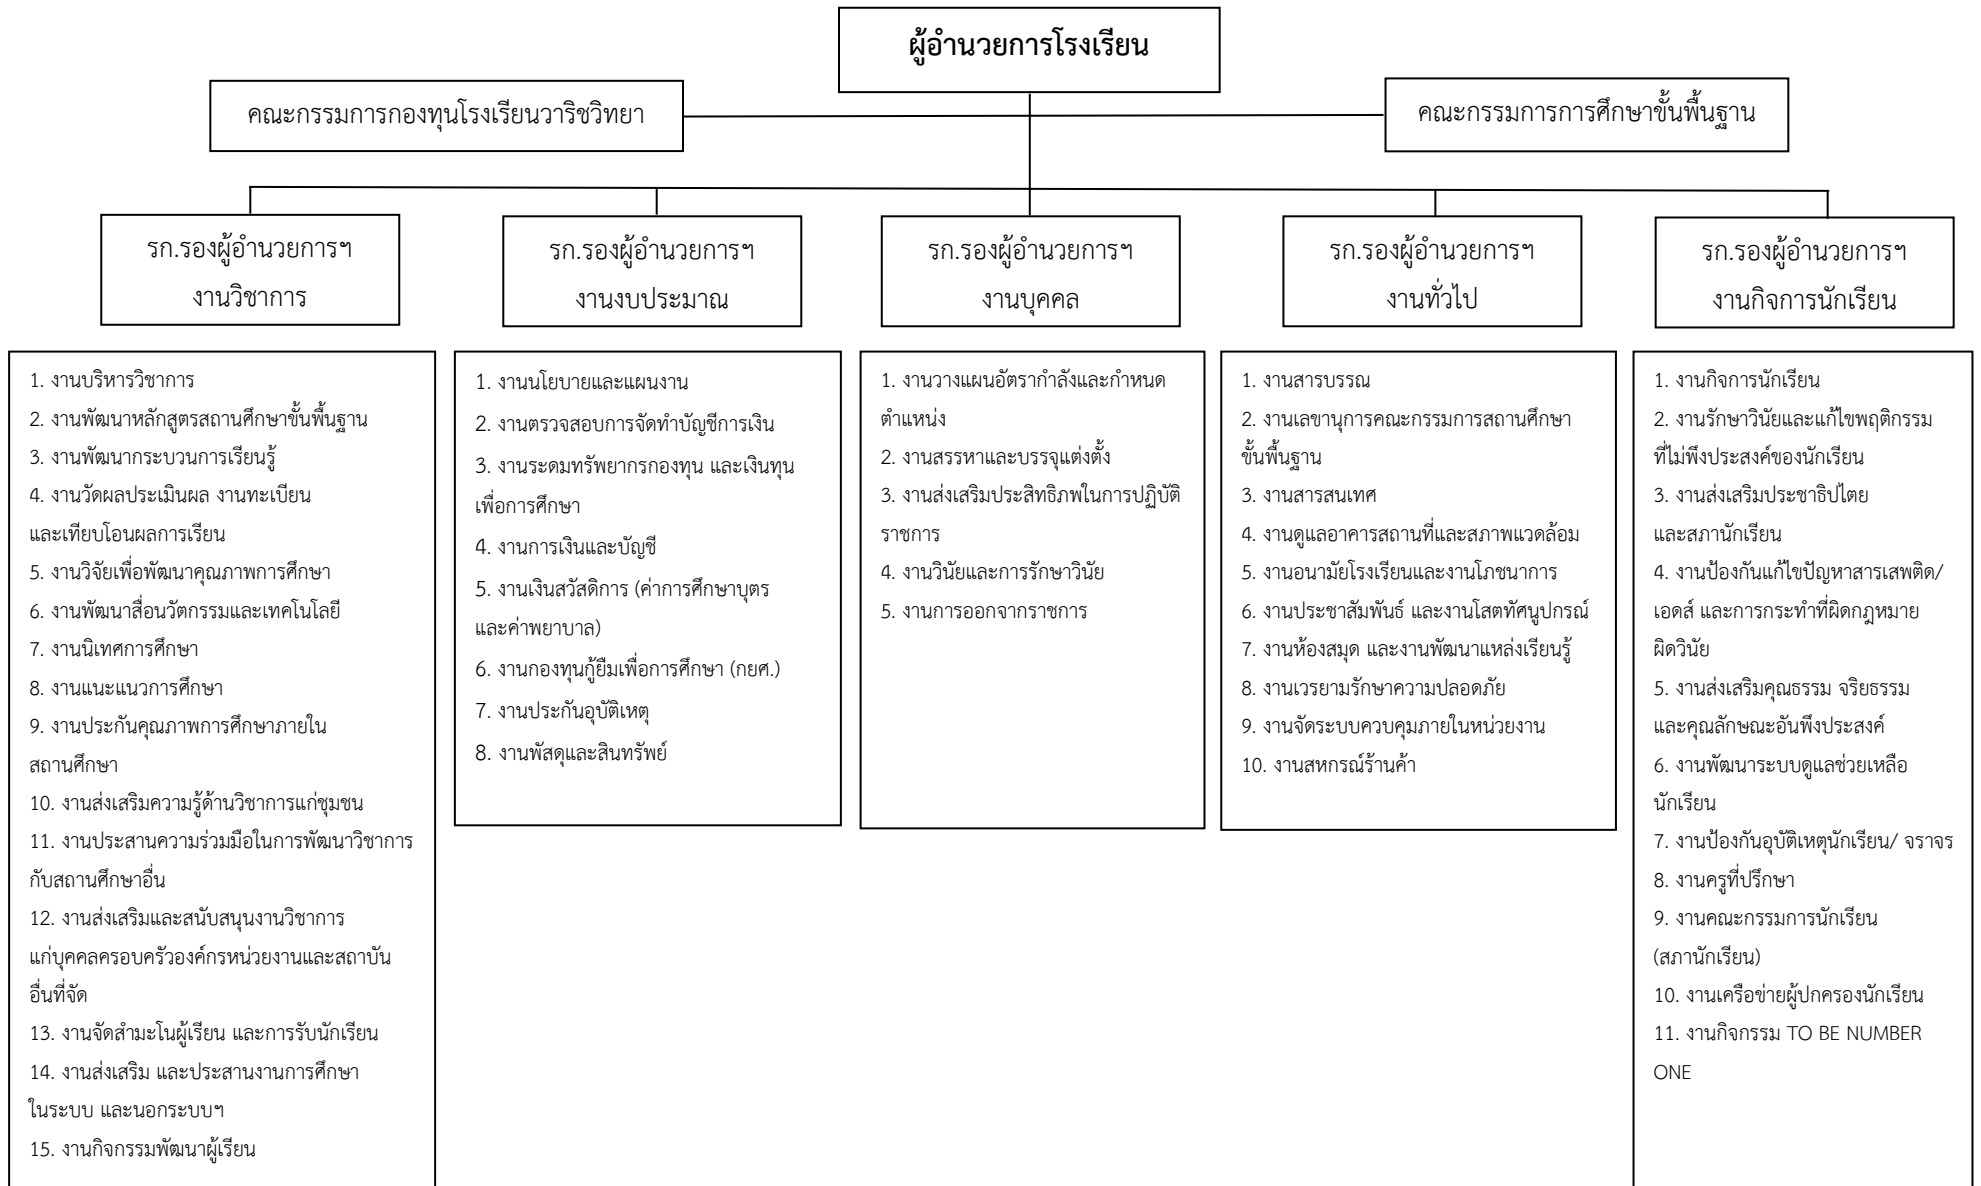 ผู้อำนวยการโรงเรียน
คณะกรรมการกองทุนโรงเรียนวาริชวิทยา
คณะกรรมการการศึกษาขั้นพื้นฐาน
รก.รองผู้อำนวยการฯ
งานวิชาการ
รก.รองผู้อำนวยการฯ
งานงบประมาณ
รก.รองผู้อำนวยการฯ
งานบุคคล
รก.รองผู้อำนวยการฯ
งานทั่วไป
รก.รองผู้อำนวยการฯ
งานกิจการนักเรียน
1. งานบริหารวิชาการ
2. งานพัฒนาหลักสูตรสถานศึกษาขั้นพื้นฐาน
3. งานพัฒนากระบวนการเรียนรู้
4. งานวัดผลประเมินผล งานทะเบียน
และเทียบโอนผลการเรียน
5. งานวิจัยเพื่อพัฒนาคุณภาพการศึกษา
6. งานพัฒนาสื่อนวัตกรรมและเทคโนโลยี
7. งานนิเทศการศึกษา
8. งานแนะแนวการศึกษา
9. งานประกันคุณภาพการศึกษาภายใน
สถานศึกษา
10. งานส่งเสริมความรู้ด้านวิชาการแก่ชุมชน
11. งานประสานความร่วมมือในการพัฒนาวิชาการ
กับสถานศึกษาอื่น
12. งานส่งเสริมและสนับสนุนงานวิชาการ
แก่บุคคลครอบครัวองค์กรหน่วยงานและสถาบัน
อื่นที่จัด
13. งานจัดสำมะโนผู้เรียน และการรับนักเรียน
14. งานส่งเสริม และประสานงานการศึกษา
ในระบบ และนอกระบบฯ
15. งานกิจกรรมพัฒนาผู้เรียน
1. งานนโยบายและแผนงาน
2. งานตรวจสอบการจัดทำบัญชีการเงิน
3. งานระดมทรัพยากรกองทุน และเงินทุน
เพื่อการศึกษา
4. งานการเงินและบัญชี
5. งานเงินสวัสดิการ (ค่าการศึกษาบุตร
และค่าพยาบาล)
6. งานกองทุนกู้ยืมเพื่อการศึกษา (กยศ.)
7. งานประกันอุบัติเหตุ
8. งานพัสดุและสินทรัพย์
1. งานวางแผนอัตรากำลังและกำหนด
ตำแหน่ง
2. งานสรรหาและบรรจุแต่งตั้ง
3. งานส่งเสริมประสิทธิภพในการปฏิบัติ
ราชการ
4. งานวินัยและการรักษาวินัย
5. งานการออกจากราชการ
1. งานสารบรรณ
2. งานเลขานุการคณะกรรมการสถานศึกษา
ขั้นพื้นฐาน
3. งานสารสนเทศ
4. งานดูแลอาคารสถานที่และสภาพแวดล้อม
5. งานอนามัยโรงเรียนและงานโภชนาการ
6. งานประชาสัมพันธ์ และงานโสตทัศนูปกรณ์
7. งานห้องสมุด และงานพัฒนาแหล่งเรียนรู้
8. งานเวรยามรักษาความปลอดภัย
9. งานจัดระบบควบคุมภายในหน่วยงาน
10. งานสหกรณ์ร้านค้า
1. งานกิจการนักเรียน
2. งานรักษาวินัยและแก้ไขพฤติกรรม
ที่ไม่พึงประสงค์ของนักเรียน
3. งานส่งเสริมประชาธิปไตย
และสภานักเรียน
4. งานป้องกันแก้ไขปัญหาสารเสพติด/
เอดส์ และการกระทำที่ผิดกฎหมาย
ผิดวินัย
5. งานส่งเสริมคุณธรรม จริยธรรม
และคุณลักษณะอันพึงประสงค์
6. งานพัฒนาระบบดูแลช่วยเหลือ
นักเรียน
7. งานป้องกันอุบัติเหตุนักเรียน/ จราจร
8. งานครูที่ปรึกษา
9. งานคณะกรรมการนักเรียน
(สภานักเรียน)
10. งานเครือข่ายผู้ปกครองนักเรียน
11. งานกิจกรรม TO BE NUMBER
ONE